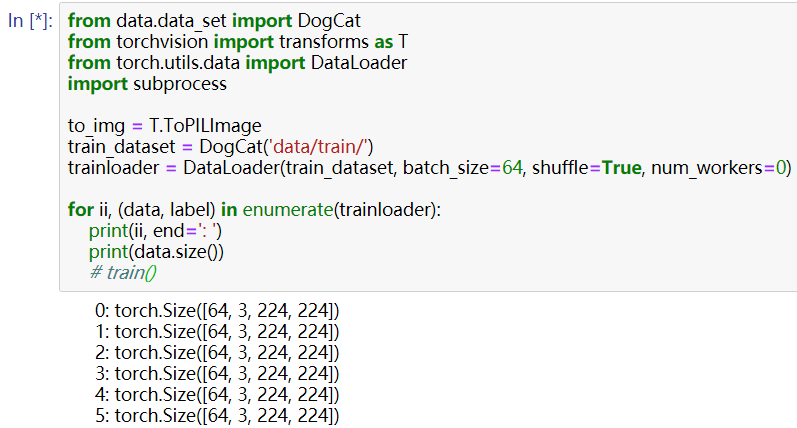 In [*]:
from data.data_set import DogCat
from torchvision import transforms as T
from torch.utils.data import DataLoader
import subprocess
to_img = T.ToPILImage
train_dataset = DogCat('data/train/')
trainloader = DataLoader(train_dataset, batch_size=64, shuffle=True, num_workers=0)
for ii, (data, label) in enumerate(trainloader):
    print(ii, end=': ')
    print(data.size())
    # train()
0: torch.Size([64, 3, 224, 224])
1: torch.Size([64, 3, 224, 224])
2: torch.Size([64, 3, 224, 224])
3: torch.Size([64, 3, 224, 224])
4: torch.Size([64, 3, 224, 224])
5: torch.Size([64, 3, 224, 224])